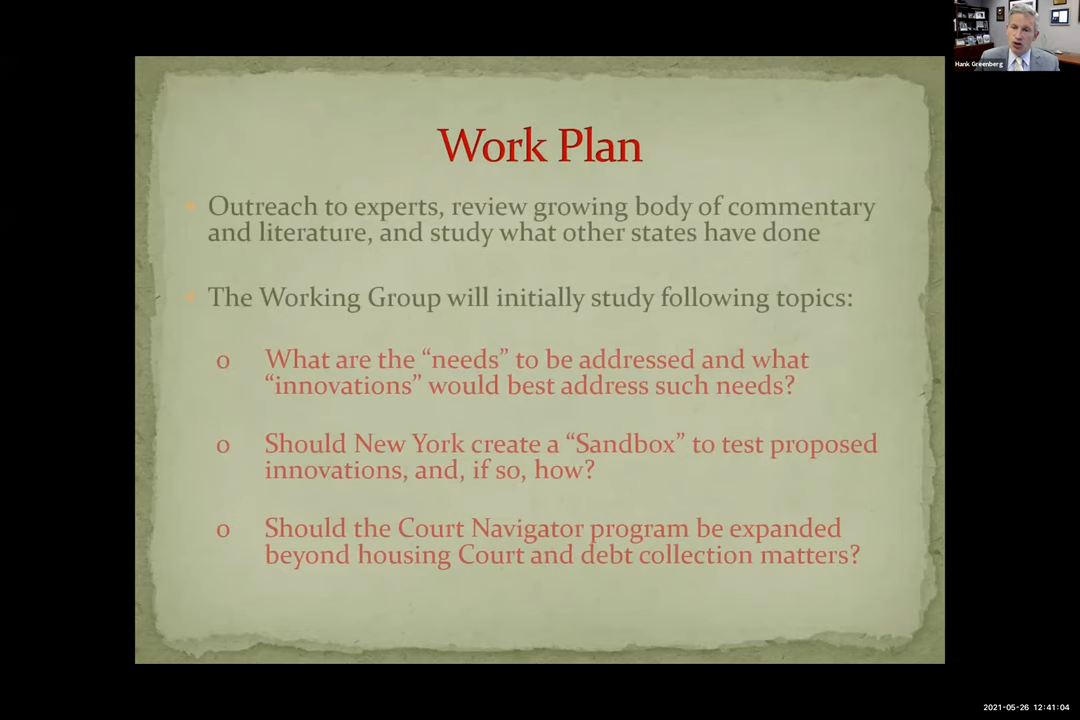 Hank Greenberg
Work Plan
Outreach to experts, review growing body of commentary
and literature, and study what other states have done
The Working Group will initially study following topics:
o What are the “needs” to be addressed and what
“innovations” would best address such needs?
o Should New York create a “Sandbox” to test proposed
innovations, and, if so, how?
o Should the Court Navigator program be expanded
beyond housing Court and debt collection matters?
2021-05-26 12:41:04